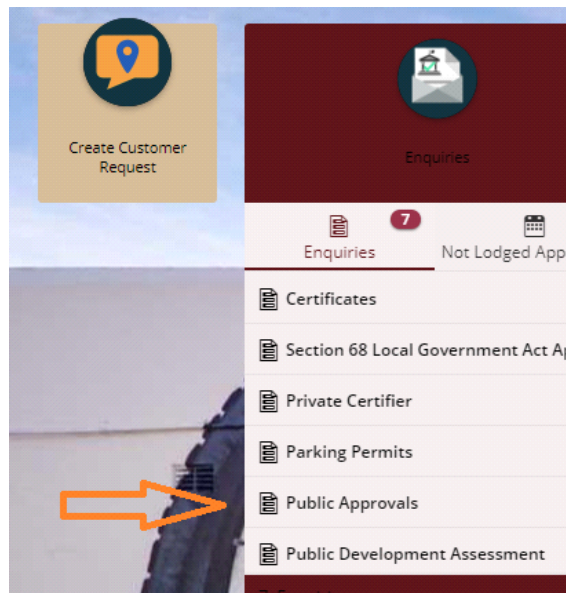 Create Customer
Request
Enquiries
7
Enquiries
Not Lodged App
Certificates
Section 68 Local Government Act
Private Certifier
Parking Permits
Public Approvals
Public Development Assessment